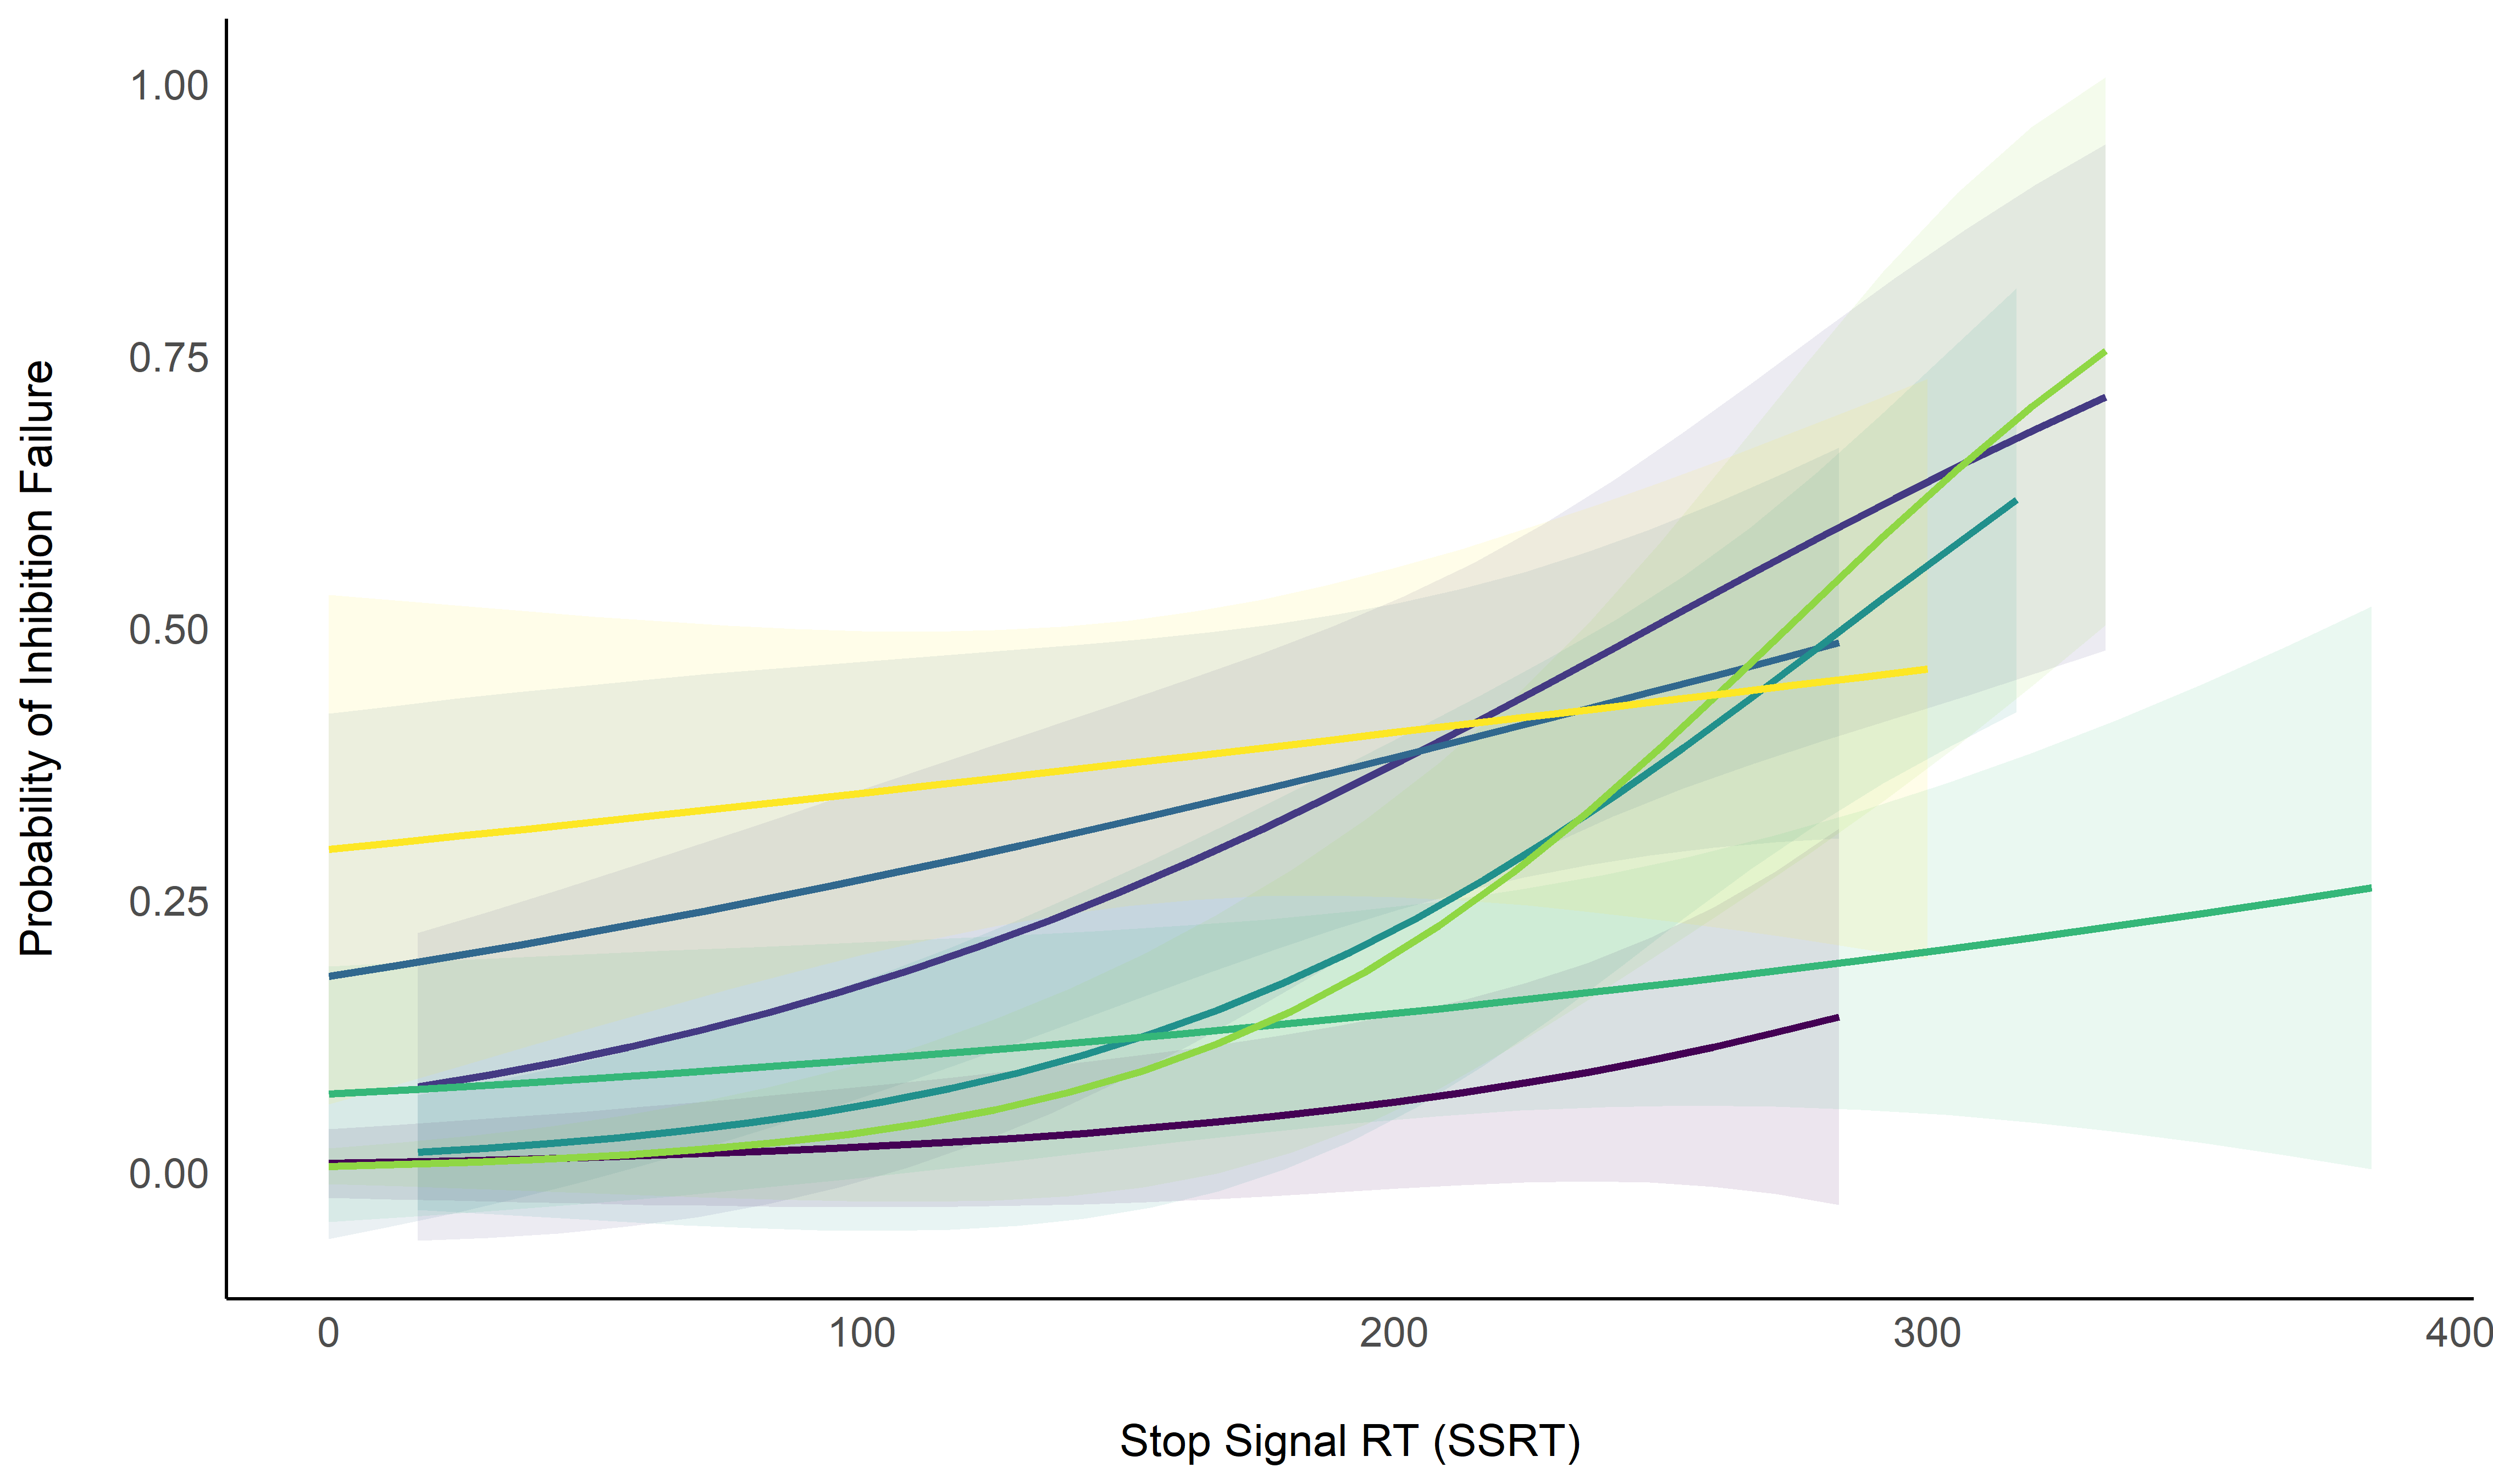 Probability of Inhibition Failure
1.00
0.75
0.50
0.25
0.00
0 100 200 300 400
Stop Signal RT (SSRT)